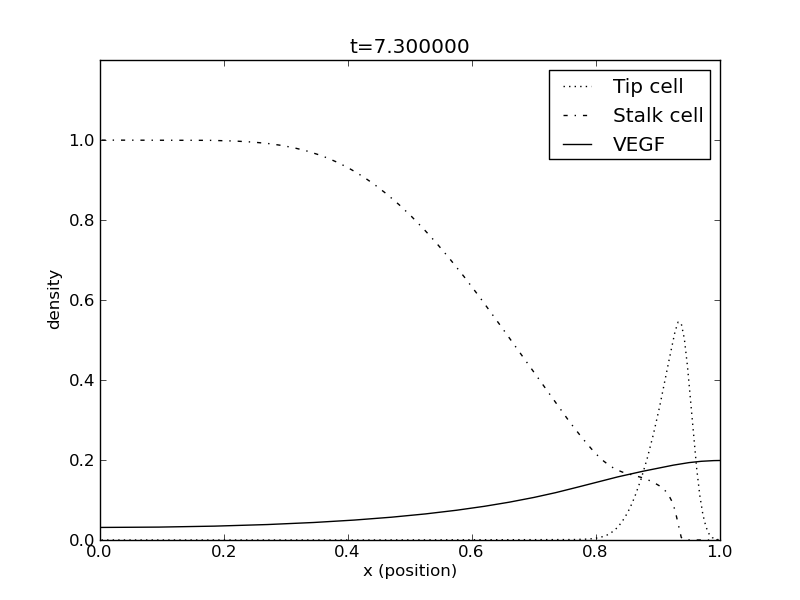 t=7.300000
Tip cell
Stalk cell
VEGF
density
1.0
0.8
0.6
0.4
0.2
0.0
0.0 0.2 0.4 0.6 0.8 1.0
x (position)